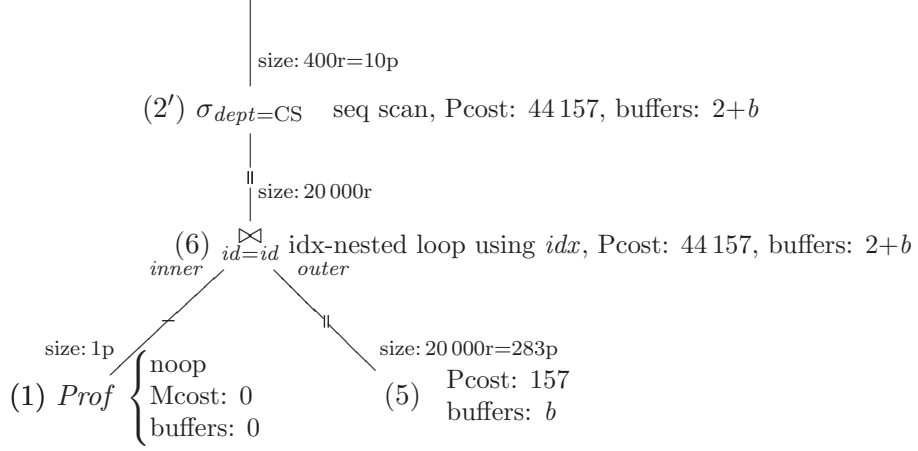 size: 400r=10p
(2′) σdept=CS seq scan, Pcost: 44 157, buffers: 2+b
size: 20 000r
(6) ⋈id=id idx-nested loop using idx, Pcost: 44 157, buffers: 2+b
inner outer
size: 1p
size: 20 000r=283p
(1) Prof { noop
Mcost: 0
buffers: 0
(5) Pcost: 157
buffers: b